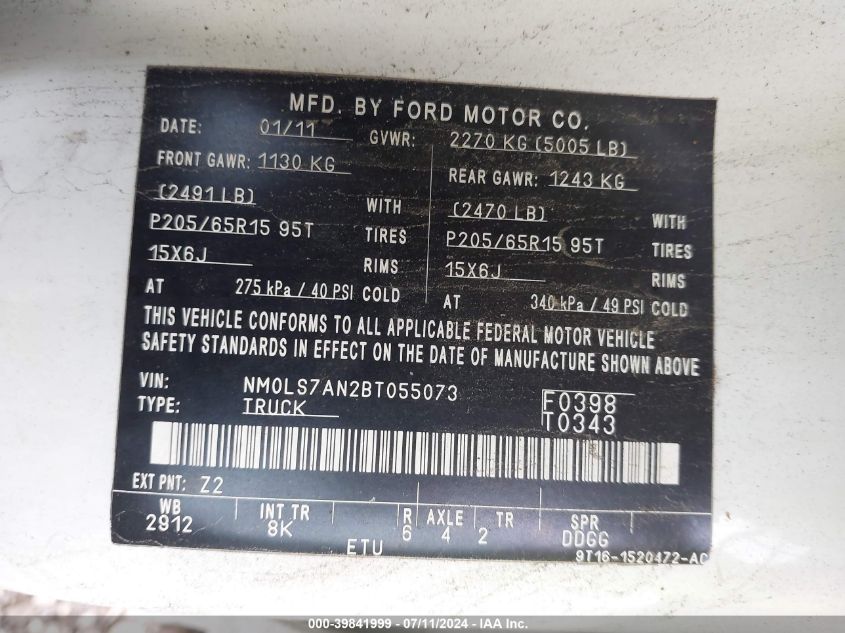 MFD. BY FORD MOTOR CO.
DATE: 01/11 GVWR: 2270 KG (5005 LB)
FRONT GAWR: 1130 KG REAR GAWR: 1243 KG
(2491 LB) WITH (2470 LB) WITH
P205/65R15 95T TIRES P205/65R15 95T TIRES
15X6J RIMS 15X6J RIMS
AT 275 kPa / 40 PSI COLD AT 340 kPa / 49 PSI COLD
THIS VEHICLE CONFORMS TO ALL APPLICABLE FEDERAL MOTOR VEHICLE
SAFETY STANDARDS IN EFFECT ON THE DATE OF MANUFACTURE SHOWN ABOVE
VIN: NM0LS7AN2BT055073 F0398
TYPE: TRUCK T0343
EXT PNT: Z2
WB INT TR R AXLE TR SPR
2912 8K 6 4 2 DDGG
ETU 9T16-1520472-AC
000-39841999 - 07/11/2024 - IAA Inc.